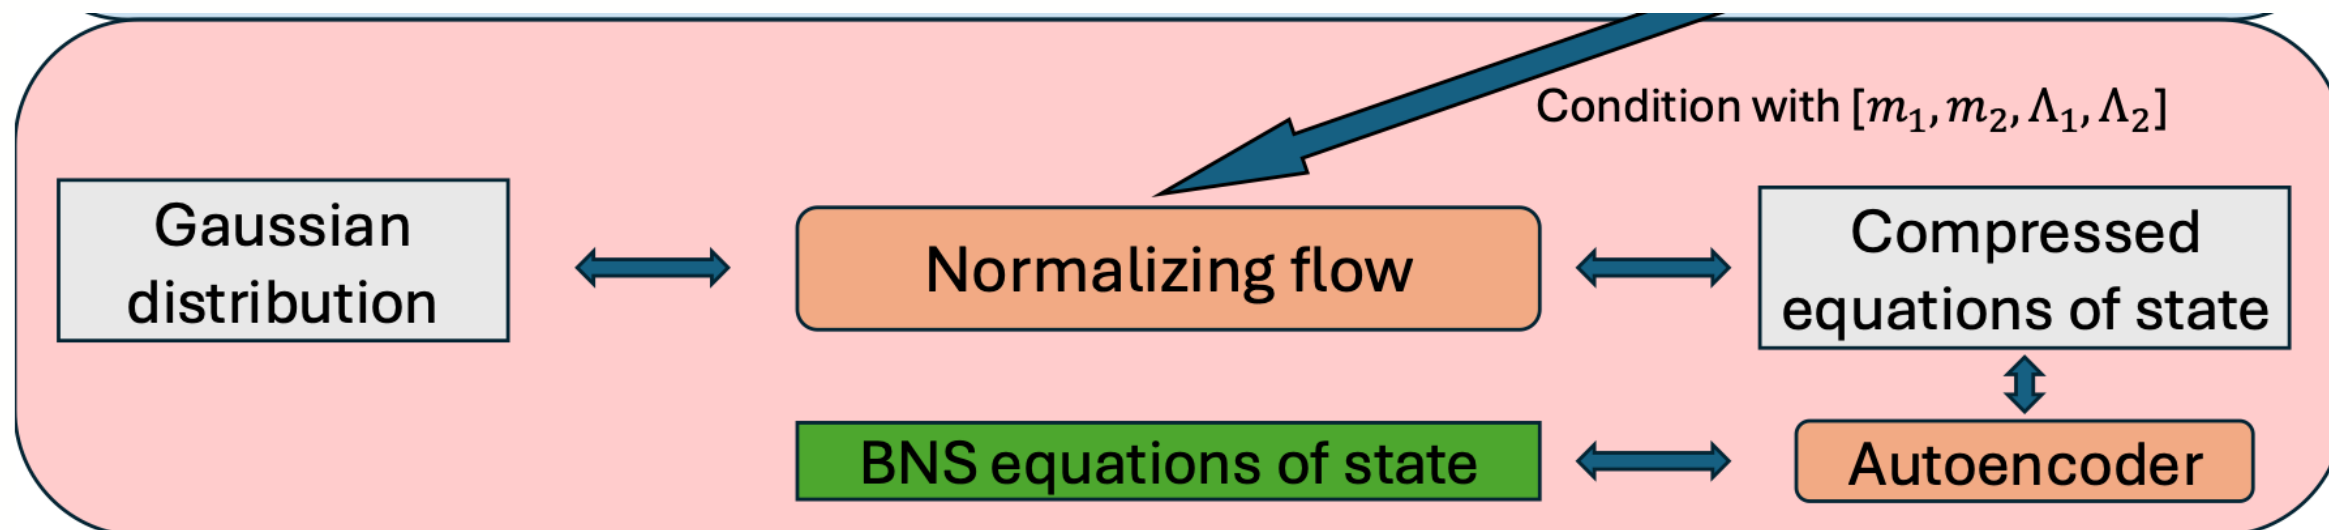 Condition with [m₁, m₂, Λ₁, Λ₂]
Gaussian
distribution
Normalizing flow
Compressed
equations of state
BNS equations of state
Autoencoder